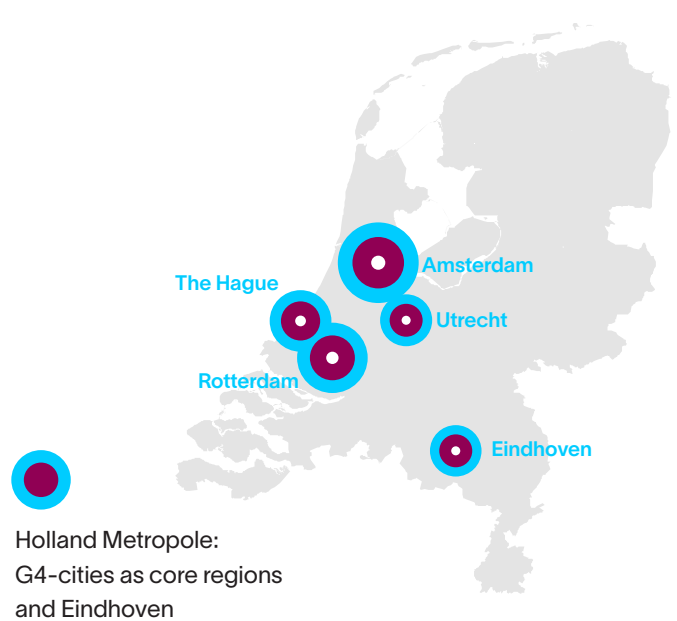 Amsterdam
The Hague
Utrecht
Rotterdam
Eindhoven
Holland Metropole:
G4-cities as core regions
and Eindhoven